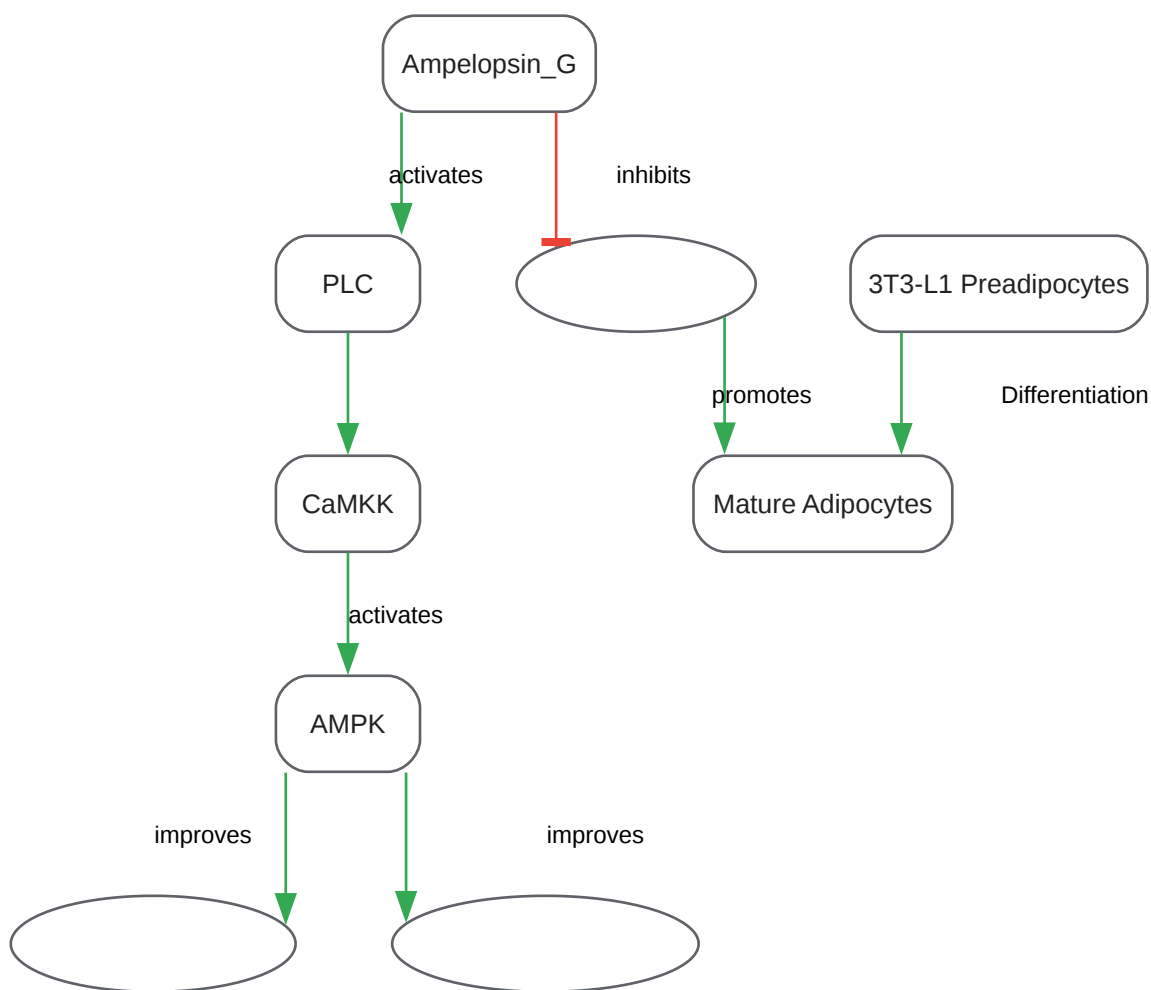 Ampelopsin_G
activates
inhibits
PLC
3T3-L1 Preadipocytes
promotes
Differentiation
CaMKK
Mature Adipocytes
activates
AMPK
improves
improves